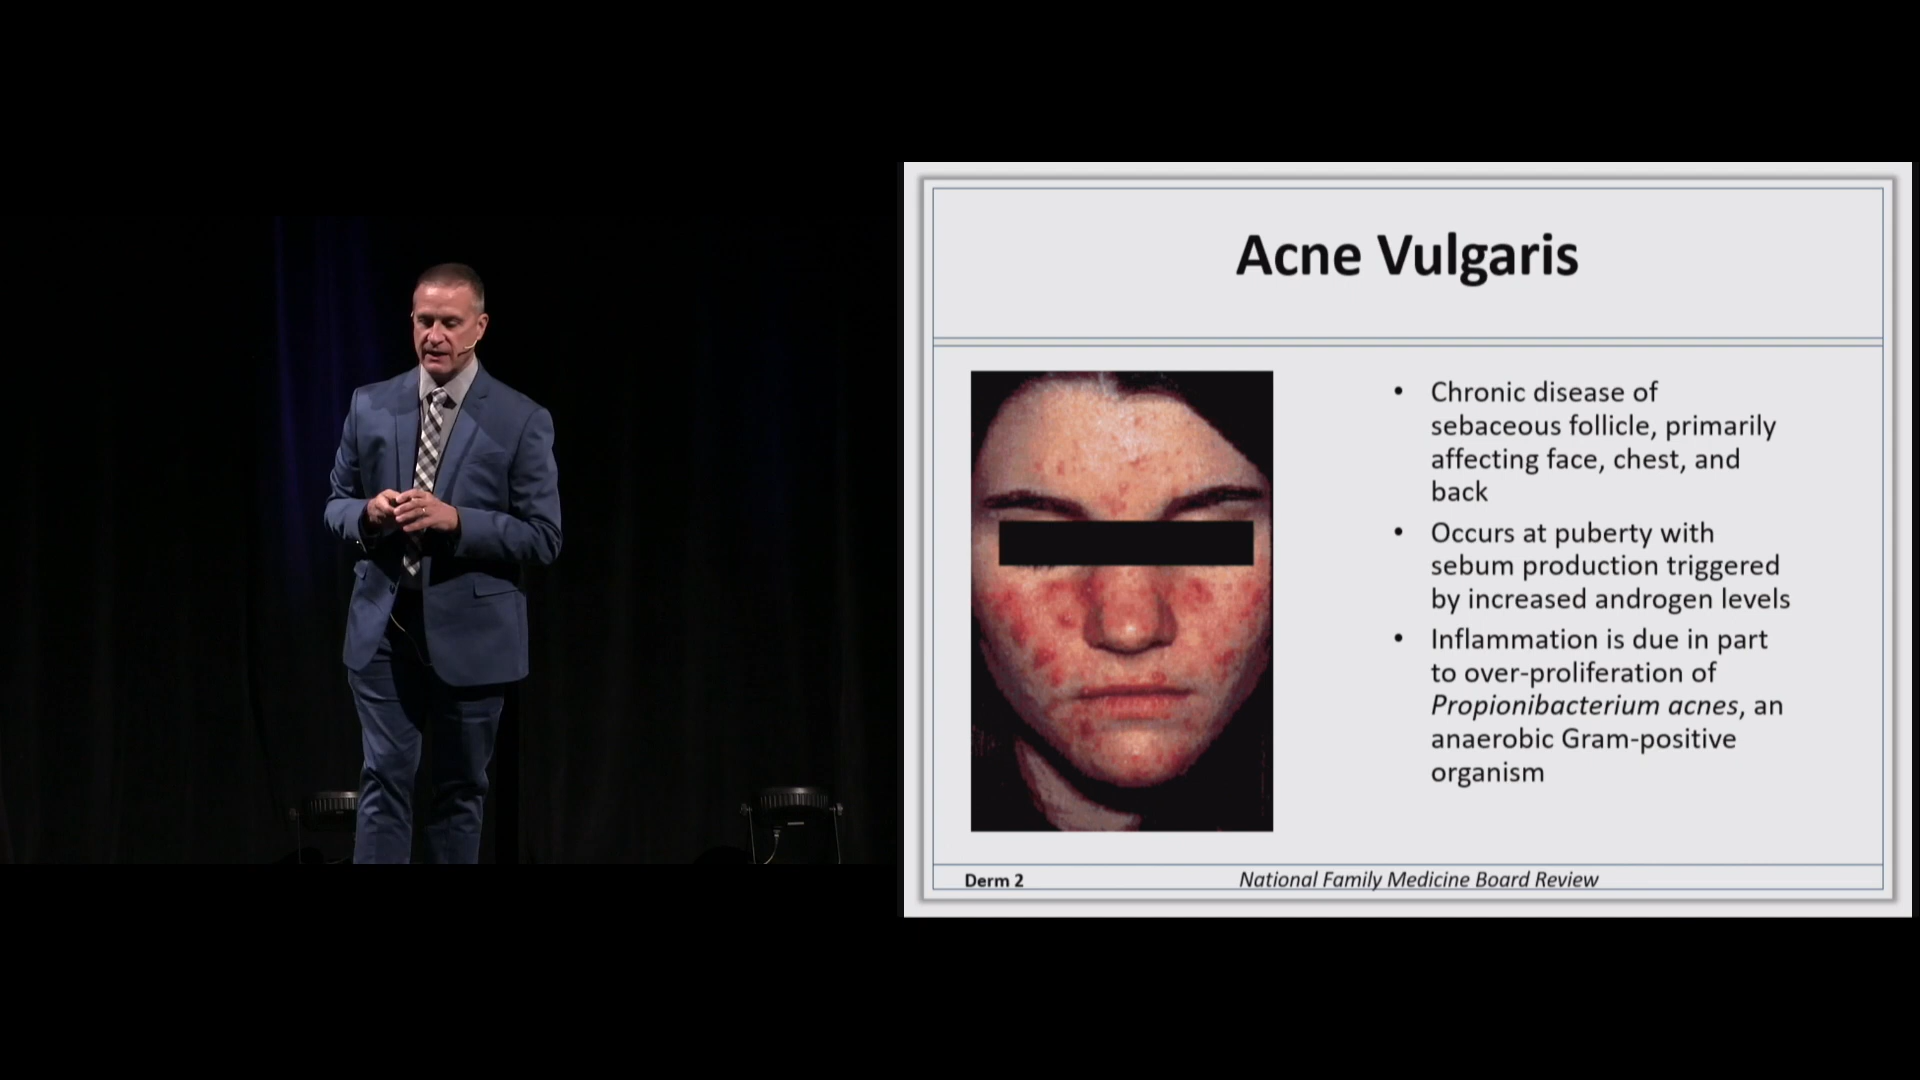 Acne Vulgaris
• Chronic disease of
sebaceous follicle, primarily
affecting face, chest, and
back
• Occurs at puberty with
sebum production triggered
by increased androgen levels
• Inflammation is due in part
to over-proliferation of
Propionibacterium acnes, an
anaerobic Gram-positive
organism
Derm 2
National Family Medicine Board Review